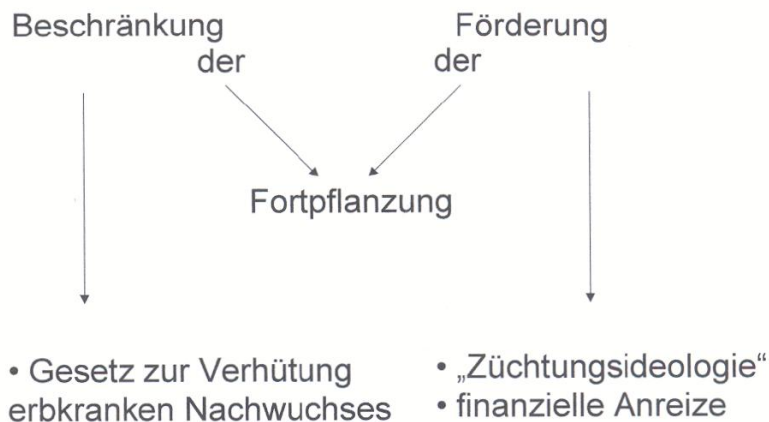 Beschränkung
der
Förderung
der
Fortpflanzung
• Gesetz zur Verhütung
erbkranken Nachwuchses
• „Züchtungsideologie“
• finanzielle Anreize